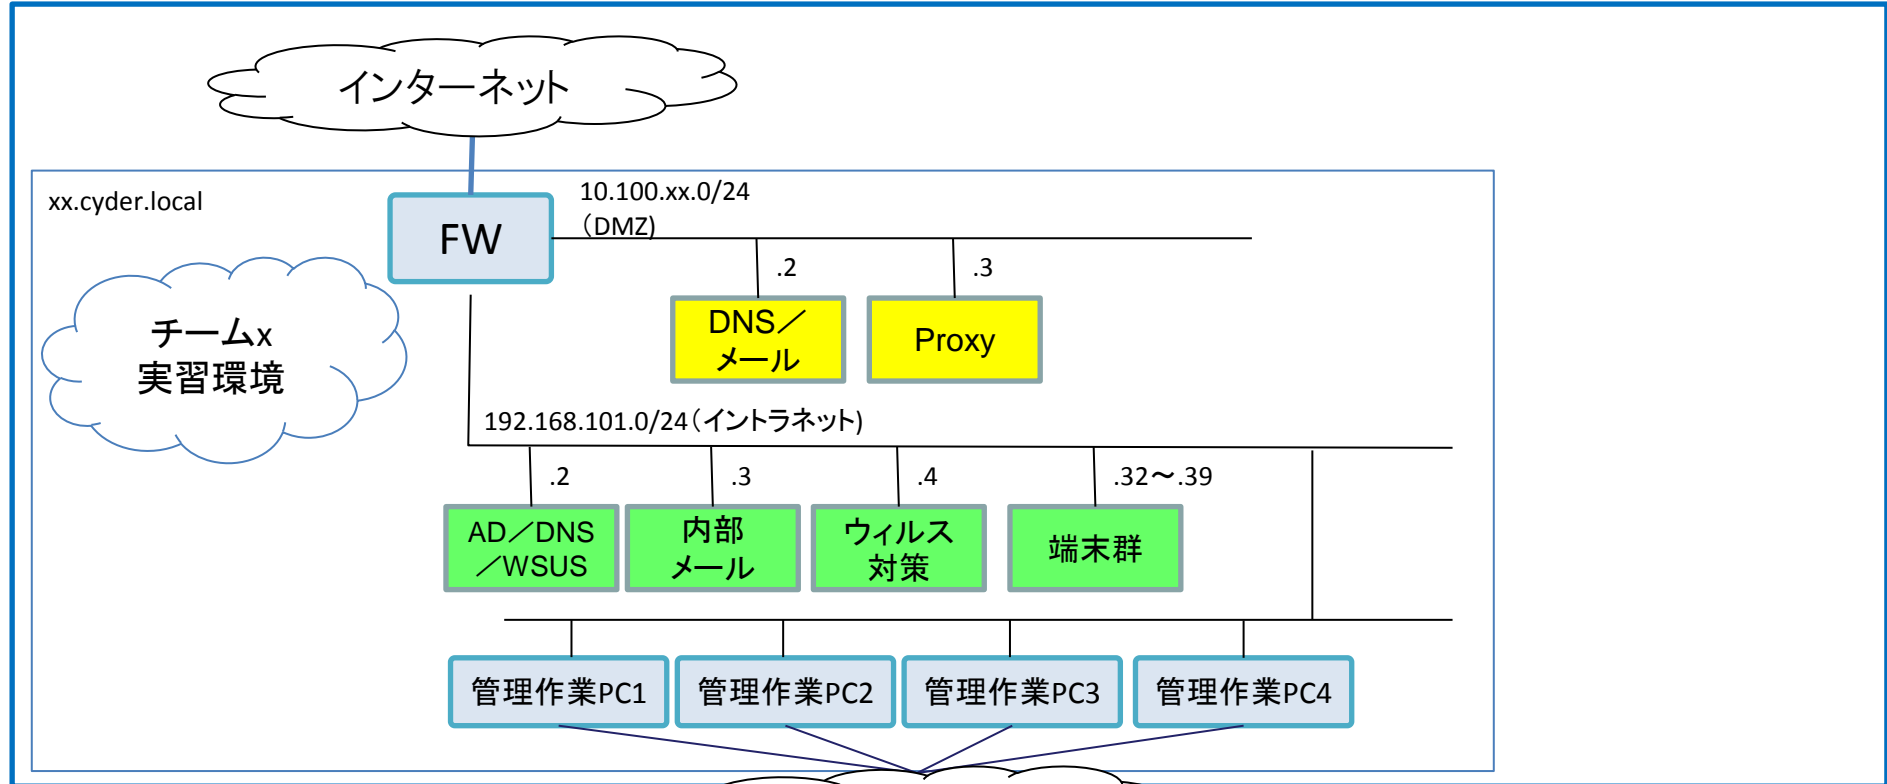 インターネット
xx.cyder.local
10.100.xx.0/24
（DMZ)
FW
.2
.3
DNS／
メール
Proxy
チームx
実習環境
192.168.101.0/24（イントラネット)
.2
.3
.4
.32～.39
AD／DNS
／WSUS
内部
メール
ウィルス
対策
端末群
管理作業PC1
管理作業PC2
管理作業PC3
管理作業PC4